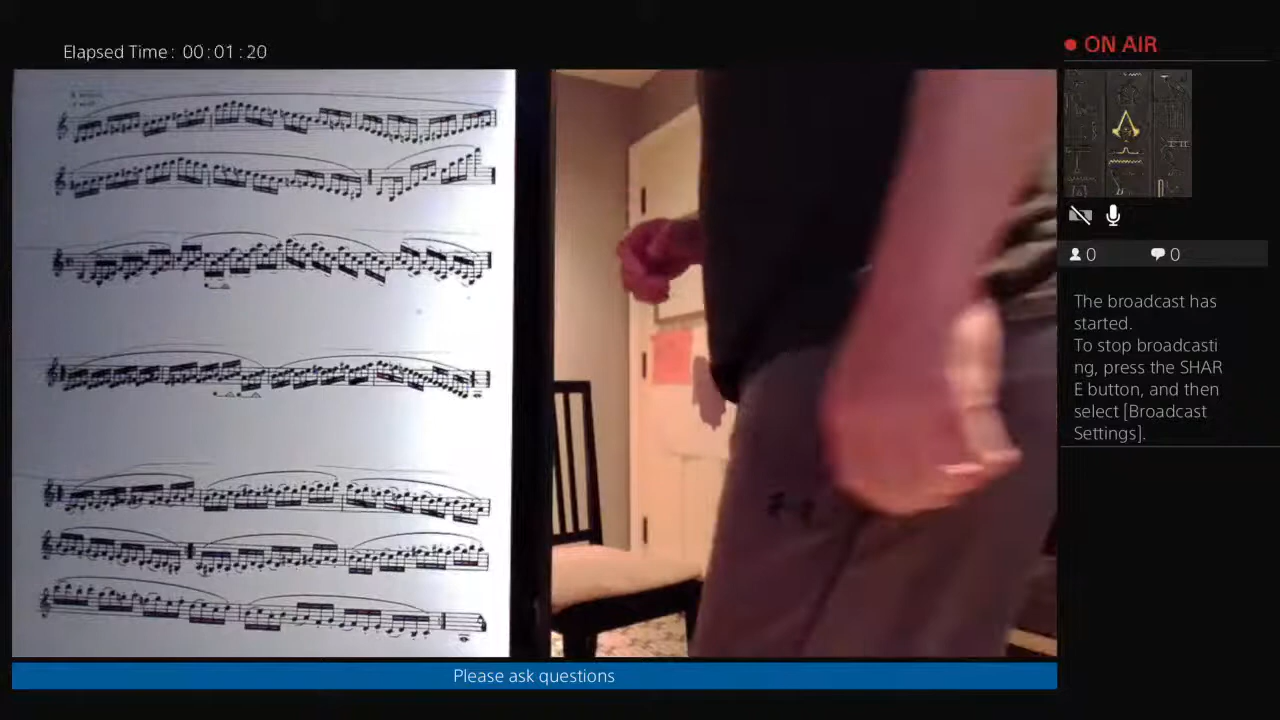 Elapsed Time: 00:01:20
ON AIR
0
0
The broadcast has
started.
To stop broadcasti
ng, press the SHAR
E button, and then
select [Broadcast
Settings].
Please ask questions